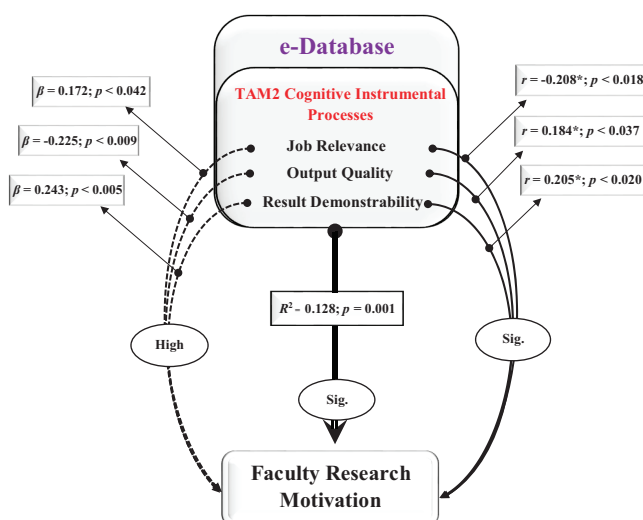 e-Database
TAM2 Cognitive Instrumental
Processes
Job Relevance
Output Quality
Result Demonstrability
β = 0.172; p < 0.042
β = -0.225; p < 0.009
β = 0.243; p < 0.005
r = -0.208*; p < 0.018
r = 0.184*; p < 0.037
r = 0.205*; p < 0.020
R² - 0.128; p = 0.001
High
Sig.
Sig.
Faculty Research
Motivation